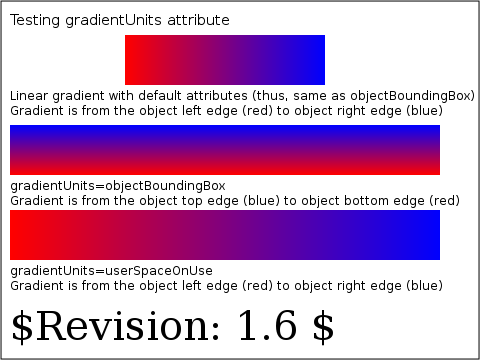 Testing gradientUnits attribute
Linear gradient with default attributes (thus, same as objectBoundingBox)
Gradient is from the object left edge (red) to object right edge (blue)
gradientUnits=objectBoundingBox
Gradient is from the object top edge (blue) to object bottom edge (red)
gradientUnits=userSpaceOnUse
Gradient is from the object left edge (red) to object right edge (blue)
$Revision: 1.6 $